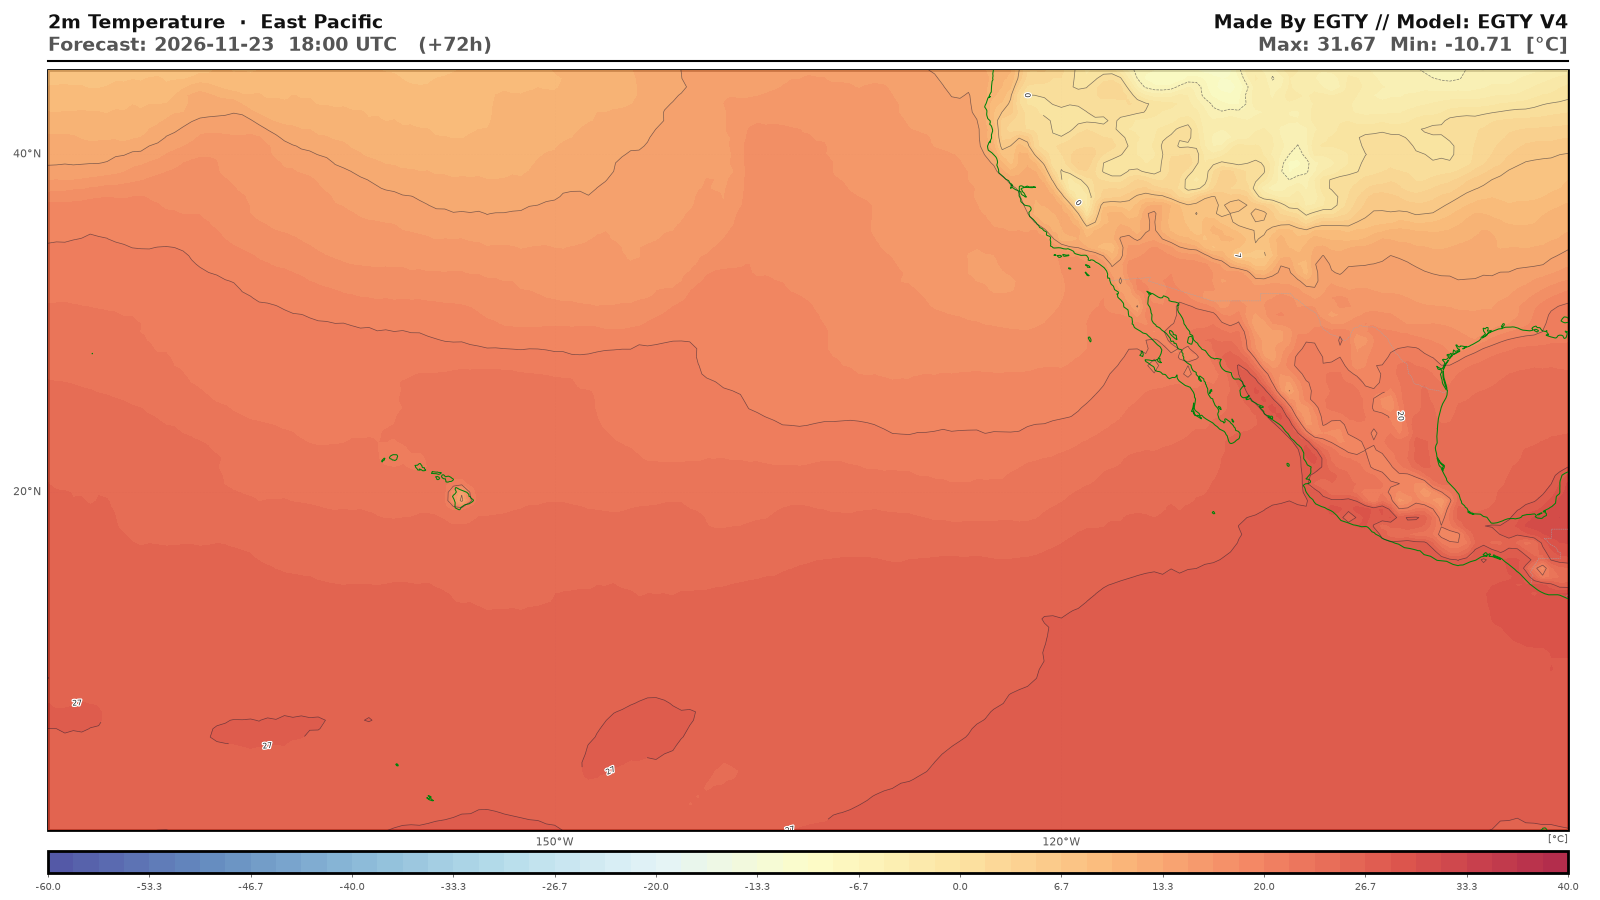 2m Temperature · East Pacific
Made By EGTY // Model: EGTY V4
Forecast: 2026-11-23 18:00 UTC (+72h)
Max: 31.67 Min: -10.71 [°C]
0
40°N
0
7
20
20°N
27
27
27
27
150°W
120°W
[°C]
-60.0
-53.3
-46.7
-40.0
-33.3
-26.7
-20.0
-13.3
-6.7
0.0
6.7
13.3
20.0
26.7
33.3
40.0